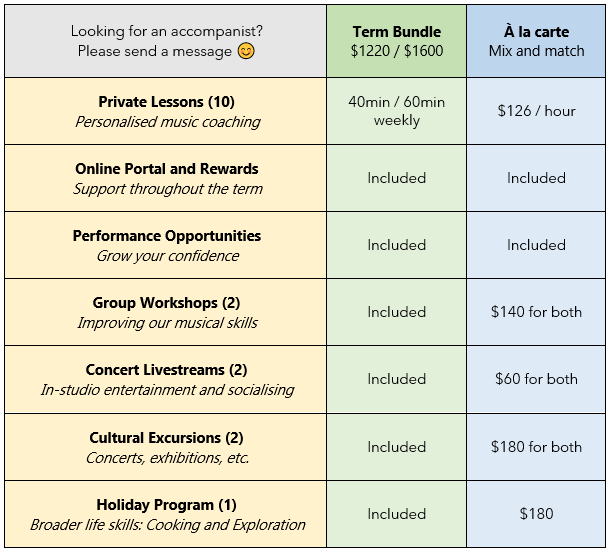 Looking for an accompanist?
Please send a message 😊
Term Bundle
$1220 / $1600
À la carte
Mix and match
Private Lessons (10)
Personalised music coaching
40min / 60min
weekly
$126 / hour
Online Portal and Rewards
Support throughout the term
Included
Included
Performance Opportunities
Grow your confidence
Included
Included
Group Workshops (2)
Improving our musical skills
Included
$140 for both
Concert Livestreams (2)
In-studio entertainment and socialising
Included
$60 for both
Cultural Excursions (2)
Concerts, exhibitions, etc.
Included
$180 for both
Holiday Program (1)
Broader life skills: Cooking and Exploration
Included
$180